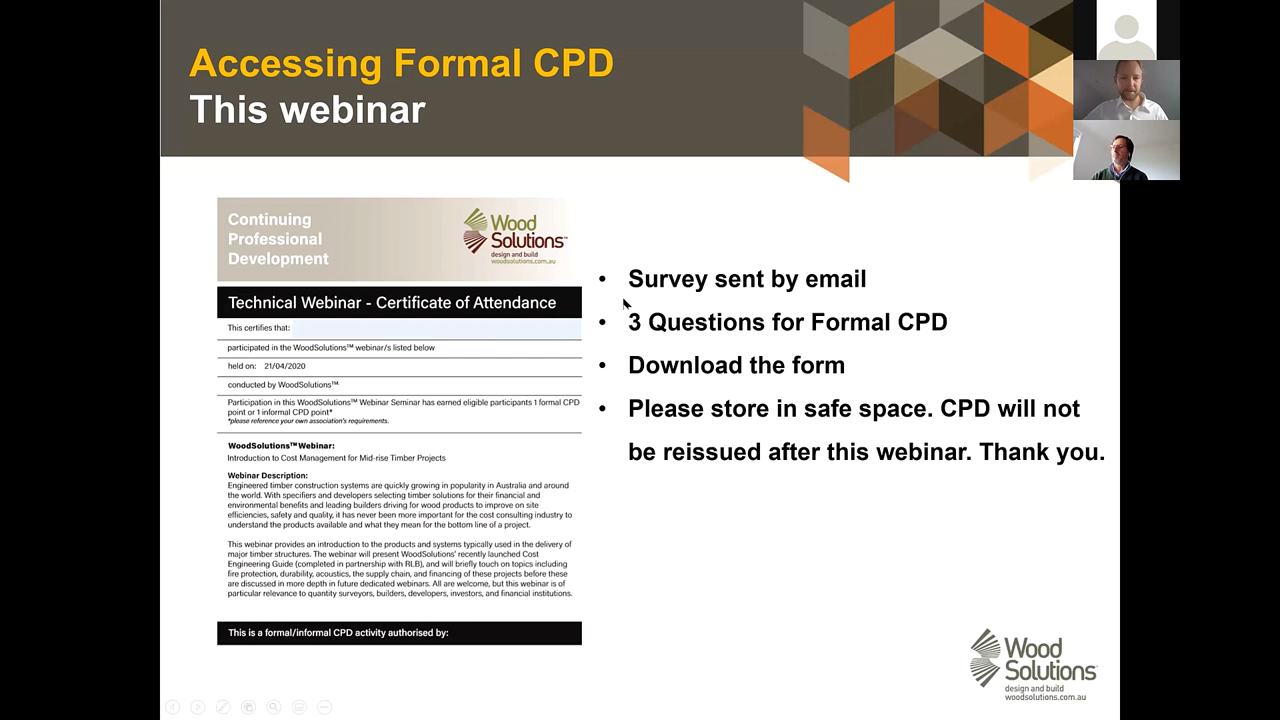 Accessing Formal CPD
This webinar
Continuing
Professional
Development
Wood
Solutions™
design and build
woodsolutions.com.au
Technical Webinar - Certificate of Attendance
This certifies that:
participated in the WoodSolutions™ webinar/s listed below
held on: 21/04/2020
conducted by WoodSolutions™
Participation in this WoodSolutions™ Webinar Seminar has earned eligible participants 1 formal CPD
point or 1 informal CPD point*
*please reference your own association's requirements.
WoodSolutions™ Webinar:
Introduction to Cost Management for Mid-rise Timber Projects
Webinar Description:
Engineered timber construction systems are quickly growing in popularity in Australia and around
the world. With specifiers and developers selecting timber solutions for their financial and
environmental benefits and leading builders driving for wood products to improve on site
efficiencies, safety and quality, it has never been more important for the cost consulting industry to
understand the products available and what they mean for the bottom line of a project.
This webinar provides an introduction to the products and systems typically used in the delivery of
major timber structures. The webinar will present WoodSolutions' recently launched Cost
Engineering Guide (completed in partnership with RLB), and will briefly touch on topics including
fire protection, durability, acoustics, the supply chain, and financing of these projects before these
are discussed in more depth in future dedicated webinars. All are welcome, but this webinar is of
particular relevance to quantity surveyors, builders, developers, investors, and financial institutions.
This is a formal/informal CPD activity authorised by:
• Survey sent by email
• 3 Questions for Formal CPD
• Download the form
• Please store in safe space. CPD will not
be reissued after this webinar. Thank you.
Wood
Solutions™
design and build
woodsolutions.com.au